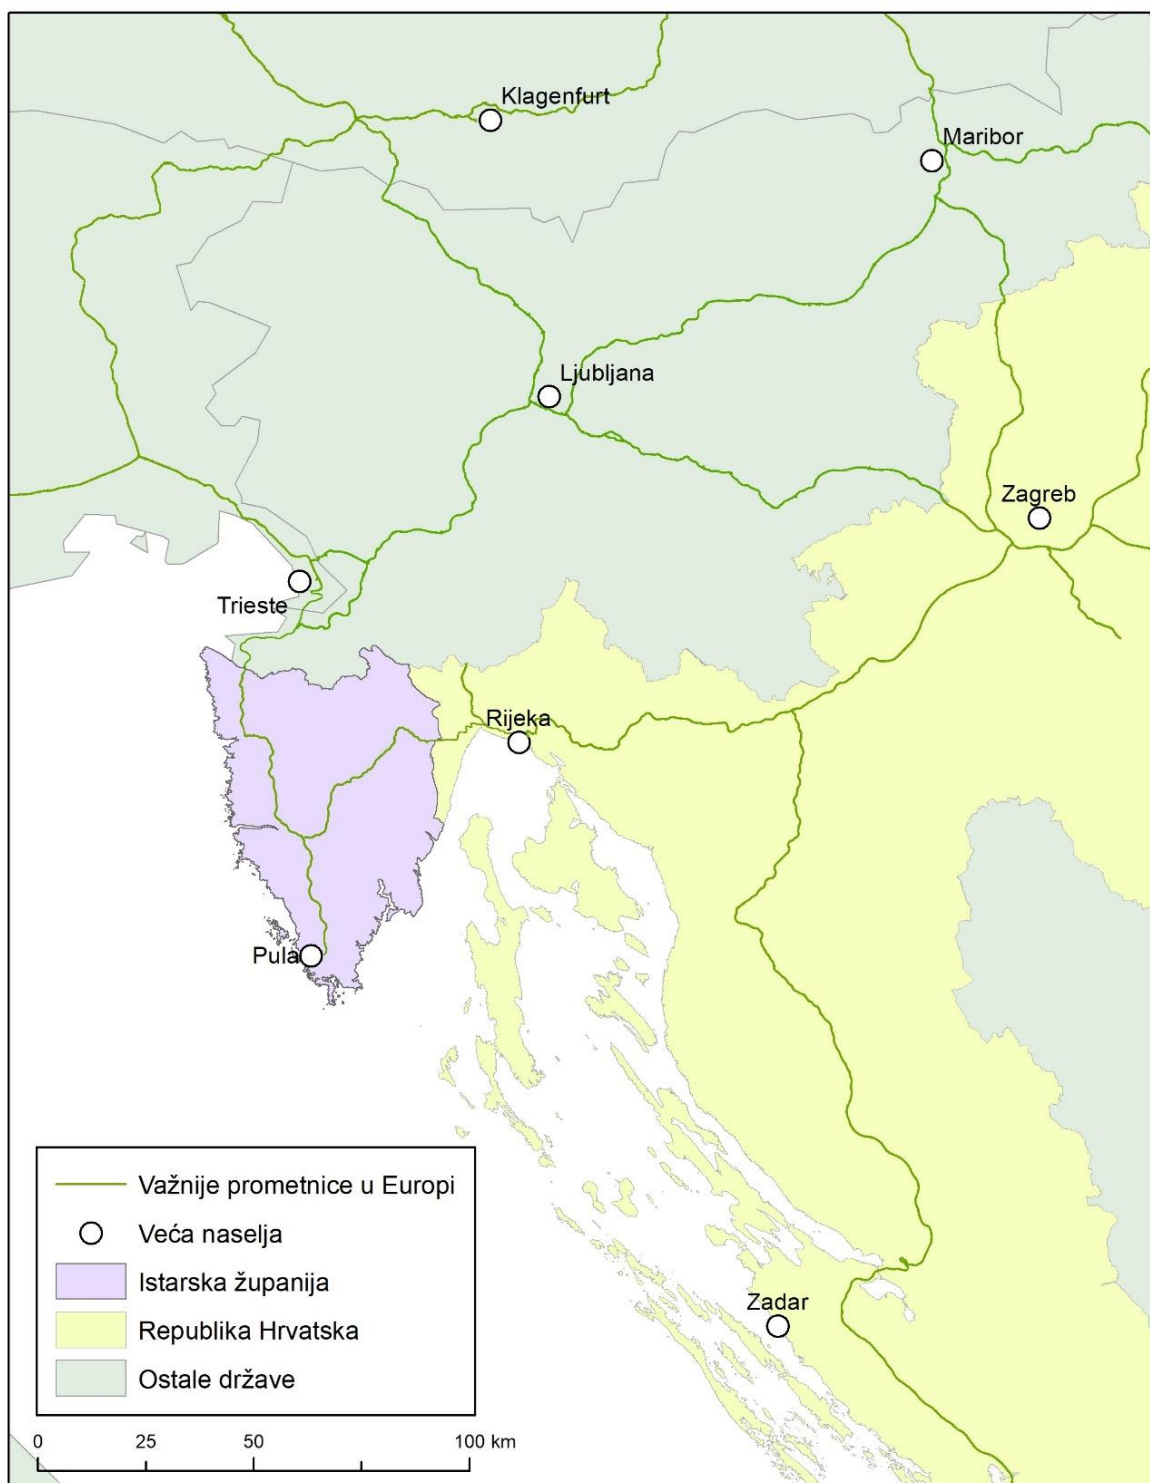 Klagenfurt
Maribor
Ljubljana
Zagreb
Trieste
Rijeka
Pula
Zadar
Važnije prometnice u Europi
Veća naselja
Istarska županija
Republika Hrvatska
Ostale države
0 25 50 100 km